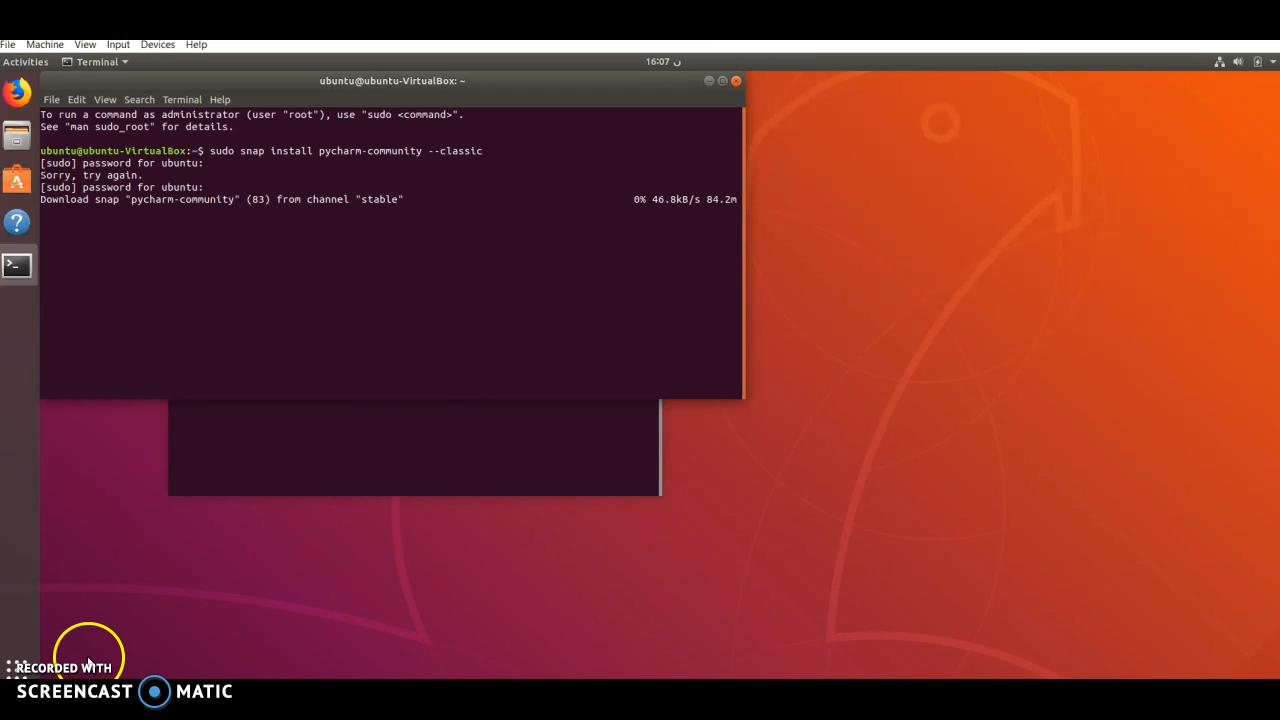 File Machine View Input Devices Help
Activities Terminal 16:07 ن
ubuntu@ubuntu-VirtualBox: ~
File Edit View Search Terminal Help
To run a command as administrator (user "root"), use "sudo <command>".
See "man sudo_root" for details.
ubuntu@ubuntu-VirtualBox:~$ sudo snap install pycharm-community --classic
[sudo] password for ubuntu:
Sorry, try again.
[sudo] password for ubuntu:
Download snap "pycharm-community" (83) from channel "stable" 0% 46.8kB/s 84.2m
RECORDED WITH
SCREENCAST MATIC